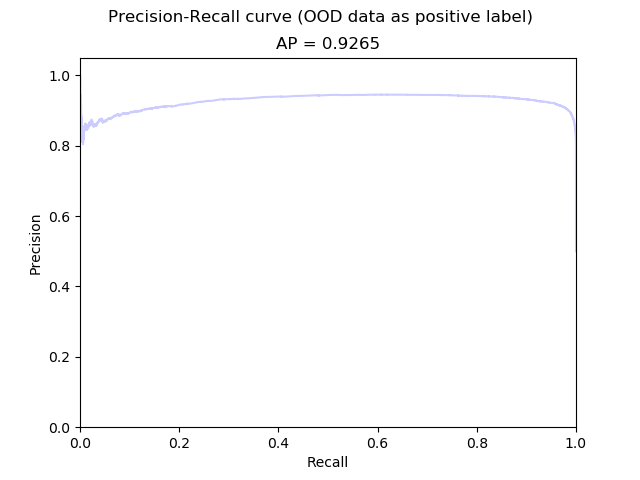 Precision-Recall curve (OOD data as positive label)
AP = 0.9265
1.0
0.8
0.6
0.4
0.2
0.0
Precision
0.0 0.2 0.4 0.6 0.8 1.0
Recall